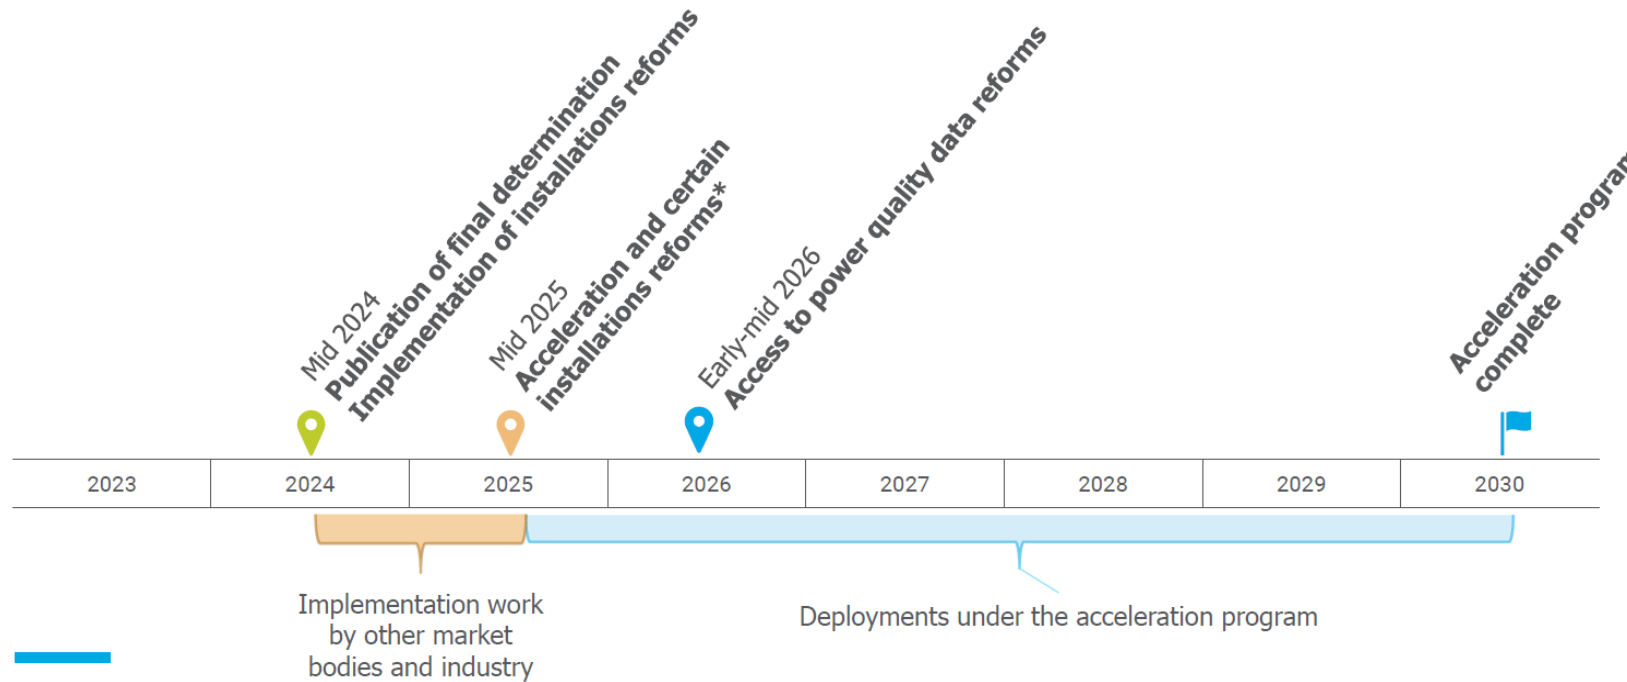 Mid 2024
Publication of final determination
Implementation of installations reforms
Mid 2025
Acceleration and certain
installations reforms*
Early-mid 2026
Access to power quality data reforms
Acceleration program
complete
2023
2024
2025
2026
2027
2028
2029
2030
Implementation work
by other market
bodies and industry
Deployments under the acceleration program